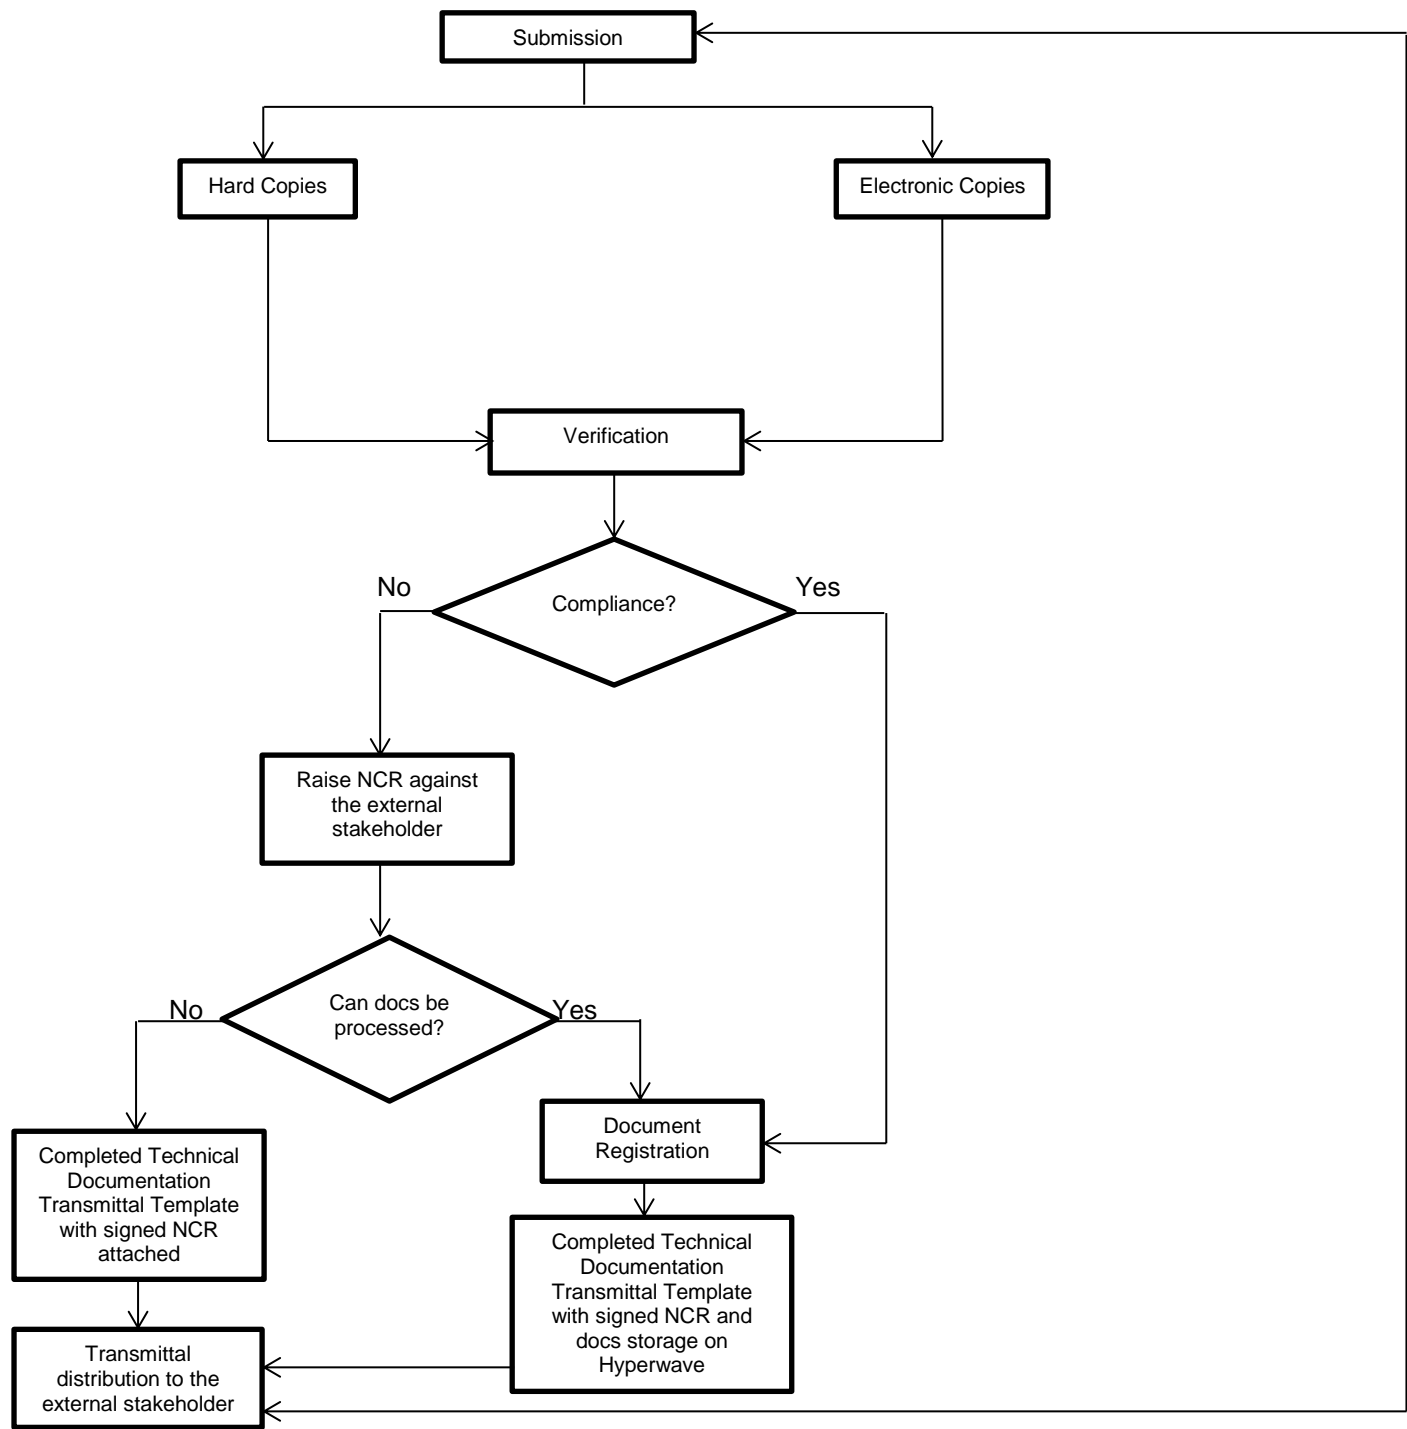 Submission
Hard Copies
Electronic Copies
Verification
No
Yes
Compliance?
Raise NCR against
the external
stakeholder
No
Can docs be
processed?
Yes
Document
Registration
Completed Technical
Documentation
Transmittal Template
with signed NCR
attached
Completed Technical
Documentation
Transmittal Template
with signed NCR and
docs storage on
Hyperwave
Transmittal
distribution to the
external stakeholder